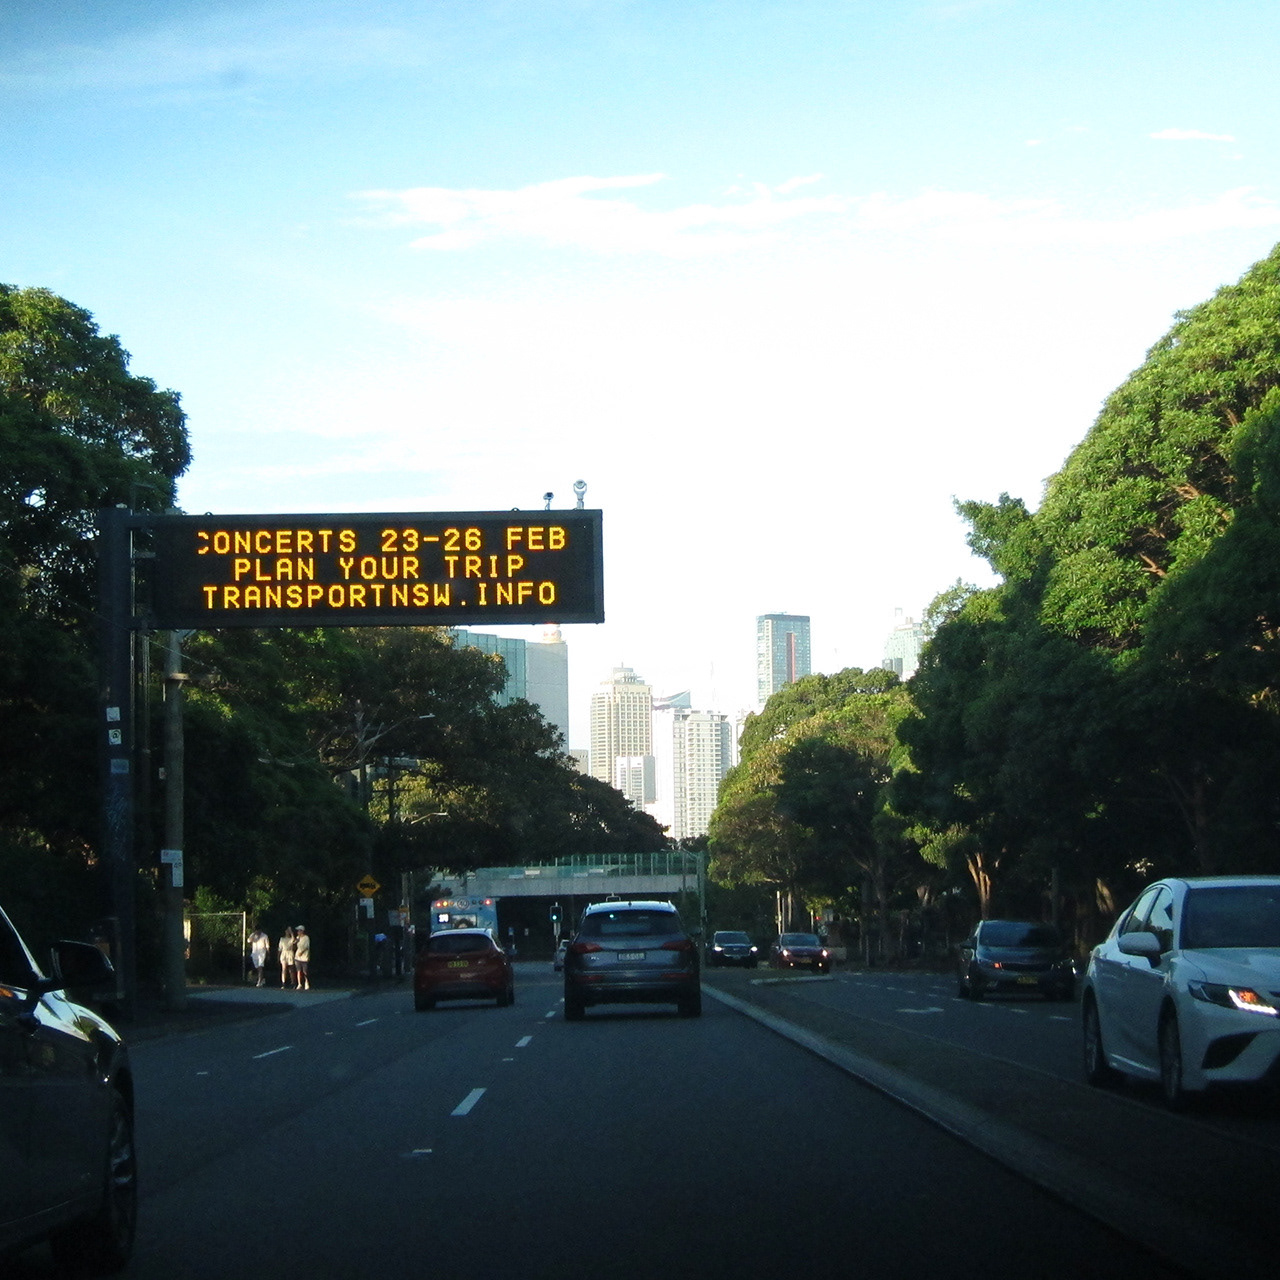 CONCERTS 23-26 FEB
PLAN YOUR TRIP
TRANSPORTNSW.INFO